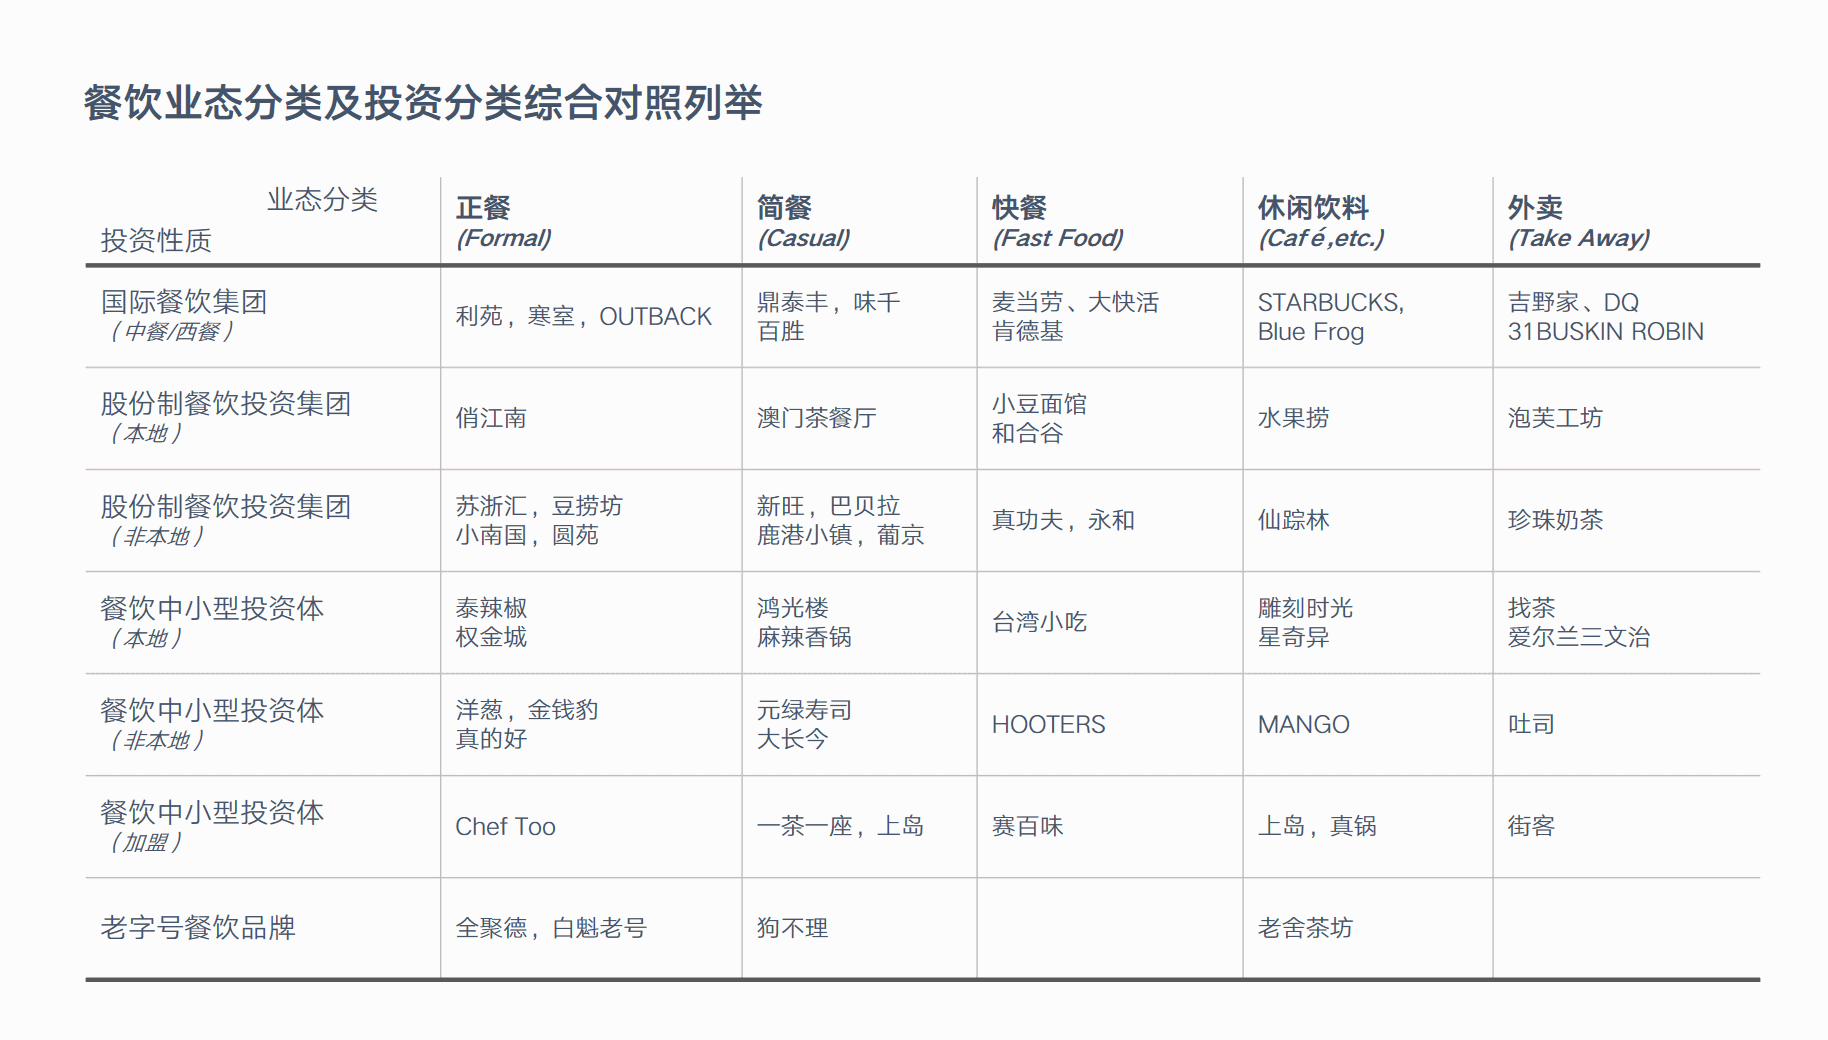 餐饮业态分类及投资分类综合对照列举
业态分类
投资性质
正餐
(Formal)
简餐
(Casual)
快餐
(Fast Food)
休闲饮料
(Café,etc.)
外卖
(Take Away)
国际餐饮集团
（中餐/西餐）
利苑，寒室，OUTBACK
鼎泰丰，味千
百胜
麦当劳、大快活
肯德基
STARBUCKS,
Blue Frog
吉野家、DQ
31BUSKIN ROBIN
股份制餐饮投资集团
（本地）
俏江南
澳门茶餐厅
小豆面馆
和合谷
水果捞
泡芙工坊
股份制餐饮投资集团
（非本地）
苏浙汇，豆捞坊
小南国，圆苑
新旺，巴贝拉
鹿港小镇，葡京
真功夫，永和
仙踪林
珍珠奶茶
餐饮中小型投资体
（本地）
泰辣椒
权金城
鸿光楼
麻辣香锅
台湾小吃
雕刻时光
星奇异
找茶
爱尔兰三文治
餐饮中小型投资体
（非本地）
洋葱，金钱豹
真的好
元绿寿司
大长今
HOOTERS
MANGO
吐司
餐饮中小型投资体
（加盟）
Chef Too
一茶一座，上岛
赛百味
上岛，真锅
街客
老字号餐饮品牌
全聚德，白魁老号
狗不理
老舍茶坊